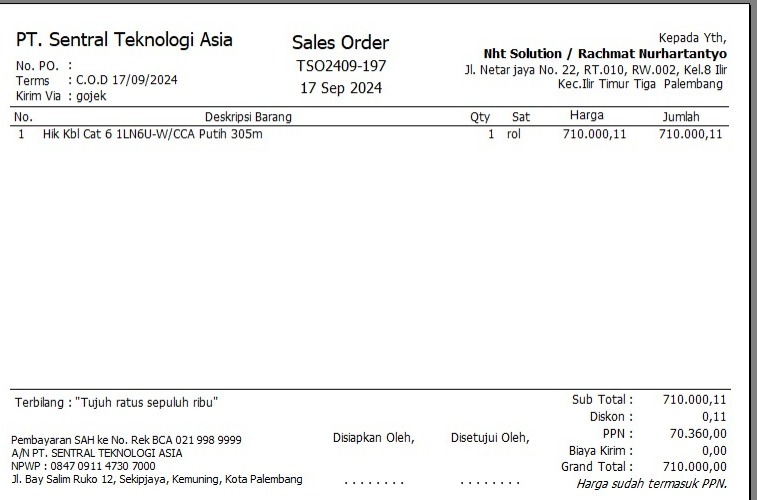 PT. Sentral Teknologi Asia
No. PO. :
Terms : C.O.D 17/09/2024
Kirim Via : gojek
Sales Order
TSO2409-197
17 Sep 2024
Kepada Yth,
Nht Solution / Rachmat Nurhartantyo
Jl. Netar jaya No. 22, RT.010, RW.002, Kel.8 Ilir
Kec.Ilir Timur Tiga Palembang
No. Deskripsi Barang Qty Sat Harga Jumlah
1 Hik Kbl Cat 6 1LN6U-W/CCA Putih 305m 1 rol 710.000,11 710.000,11
Terbilang : "Tujuh ratus sepuluh ribu"
Pembayaran SAH ke No. Rek BCA 021 998 9999
A/N PT. SENTRAL TEKNOLOGI ASIA
NPWP : 0847 0911 4730 7000
Jl. Bay Salim Ruko 12, Sekipjaya, Kemuning, Kota Palembang
Disiapkan Oleh,
. . . . . . . .
Disetujui Oleh,
. . . . . . . .
Sub Total : 710.000,11
Diskon : 0,11
PPN : 70.360,00
Biaya Kirim : 0,00
Grand Total : 710.000,00
Harga sudah termasuk PPN.